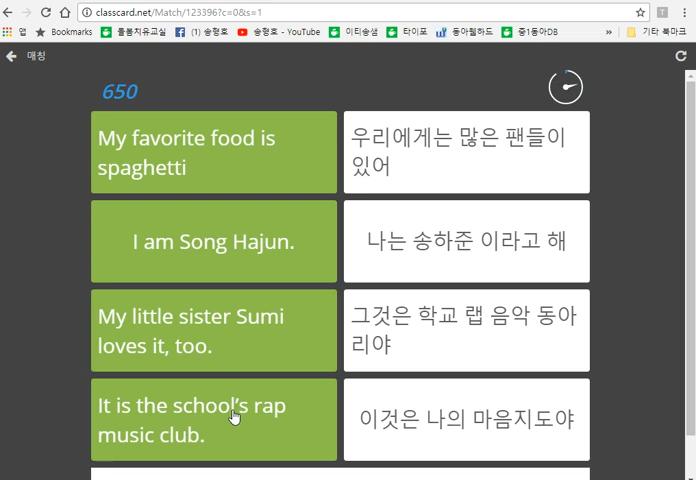 classcard.net/Match/123396?c=0&s=1
앱 Bookmarks 돌봄치유교실 (1) 송형호 송형호 - YouTube 이티송샘 타이포 동아웹하드 중1동아DB » 기타 북마크
매칭
650
My favorite food is
spaghetti
우리에게는 많은 팬들이
있어
I am Song Hajun.
나는 송하준 이라고 해
My little sister Sumi
loves it, too.
그것은 학교 랩 음악 동아
리야
It is the school's rap
music club.
이것은 나의 마음지도야